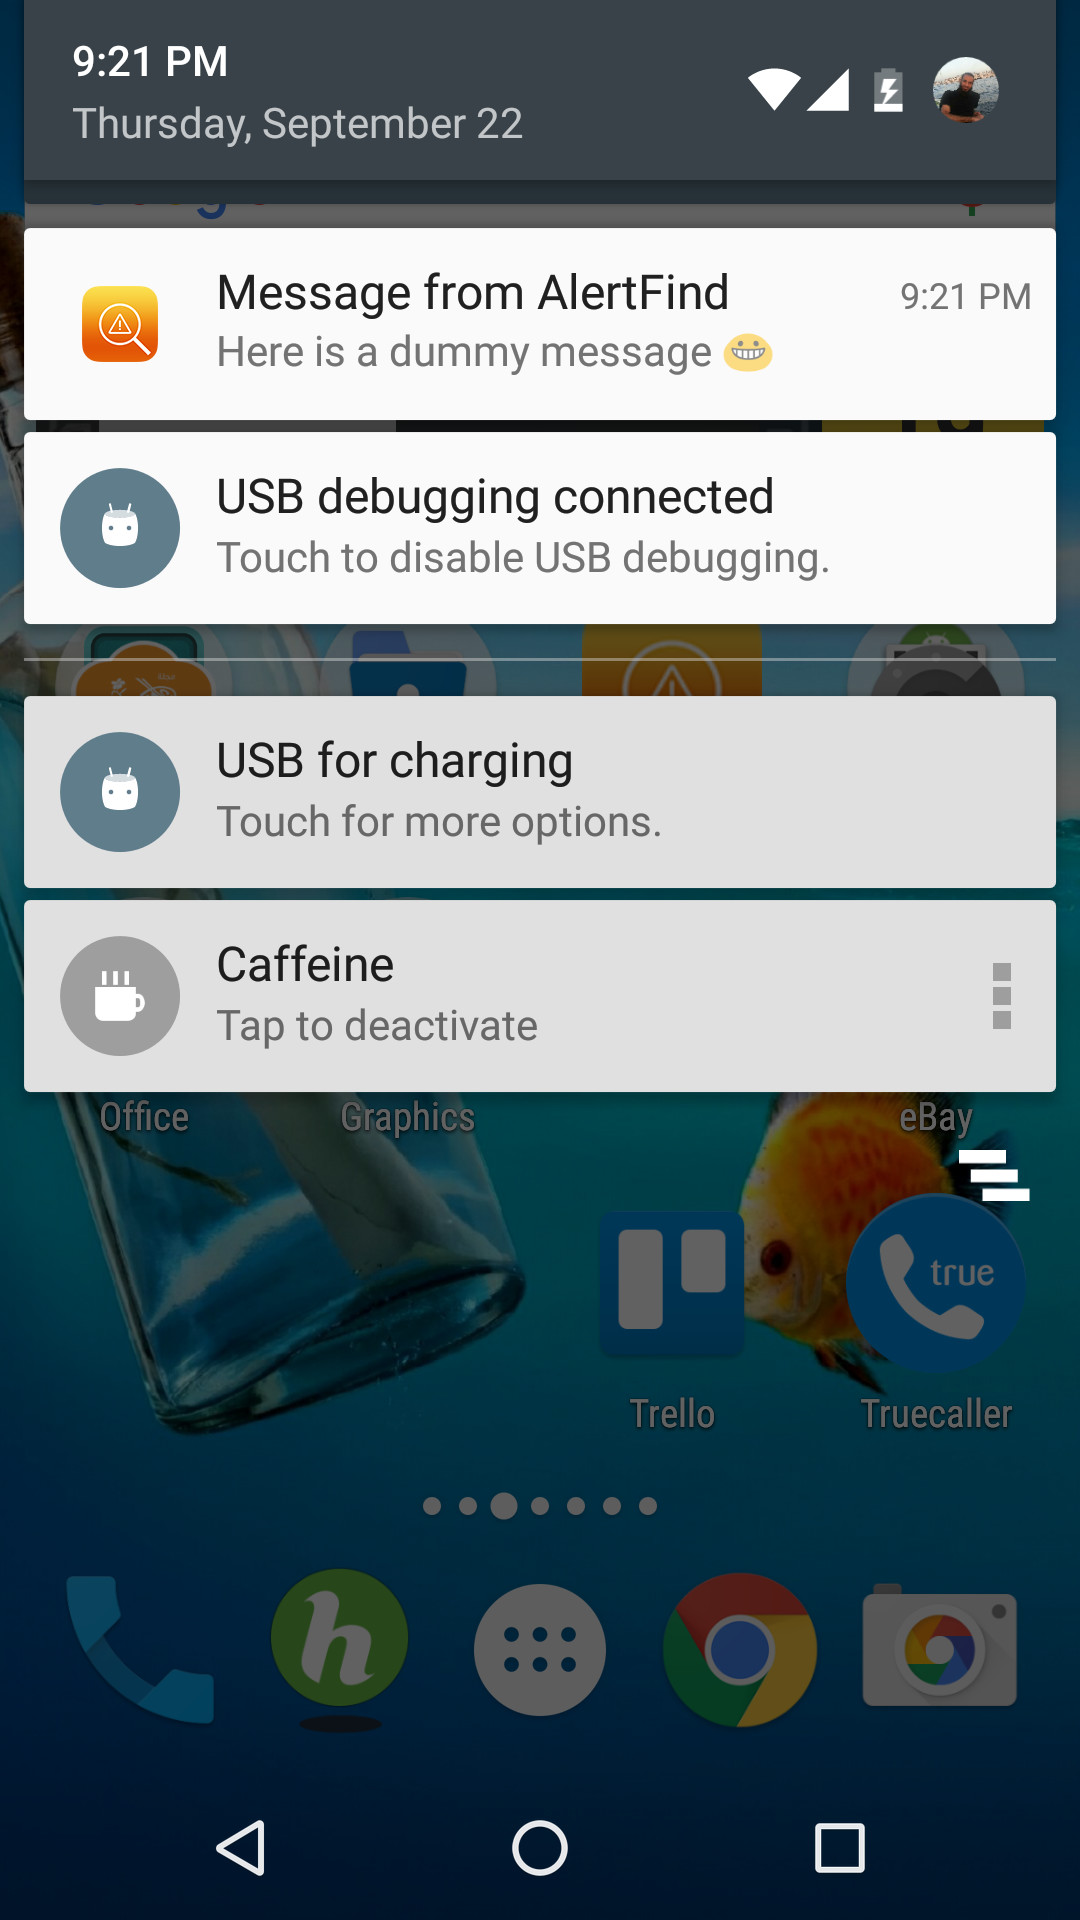 9:21 PM
Thursday, September 22
Message from AlertFind
9:21 PM
Here is a dummy message 😀
USB debugging connected
Touch to disable USB debugging.
USB for charging
Touch for more options.
Caffeine
Tap to deactivate
Office
Graphics
eBay
true
Trello
Truecaller
h